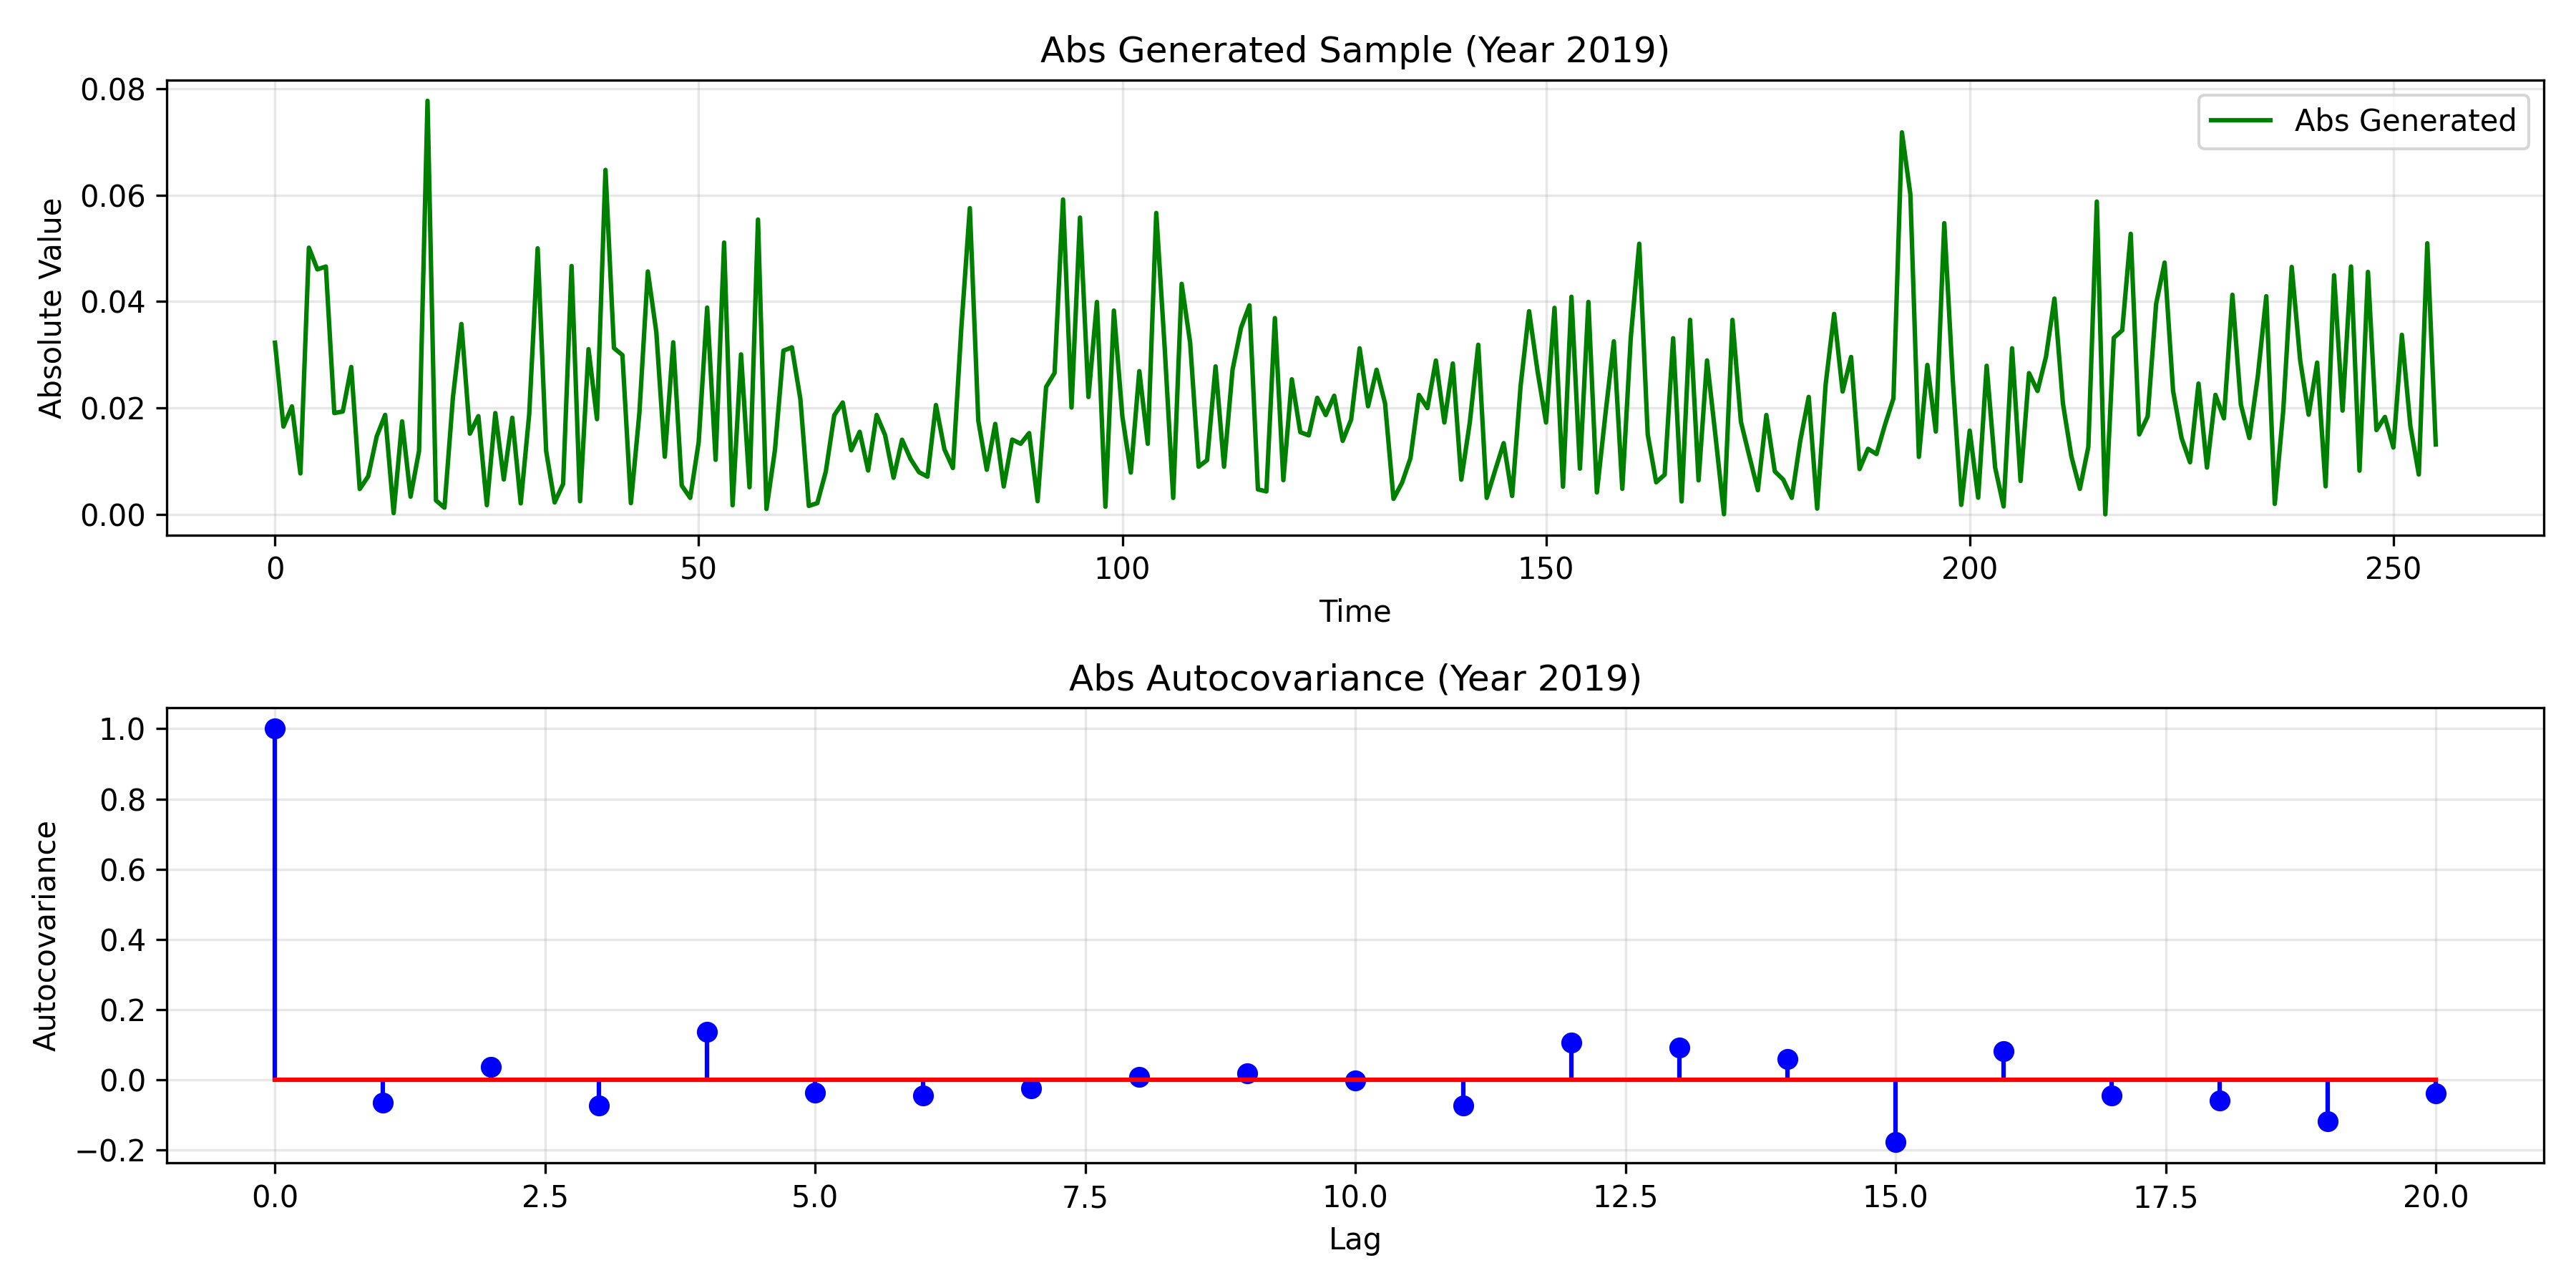 Abs Generated Sample (Year 2019)
0.08
0.06
0.04
0.02
0.00
Absolute Value
Abs Generated
0 50 100 150 200 250
Time
Abs Autocovariance (Year 2019)
1.0
0.8
0.6
0.4
0.2
0.0
−0.2
Autocovariance
0.0 2.5 5.0 7.5 10.0 12.5 15.0 17.5 20.0
Lag